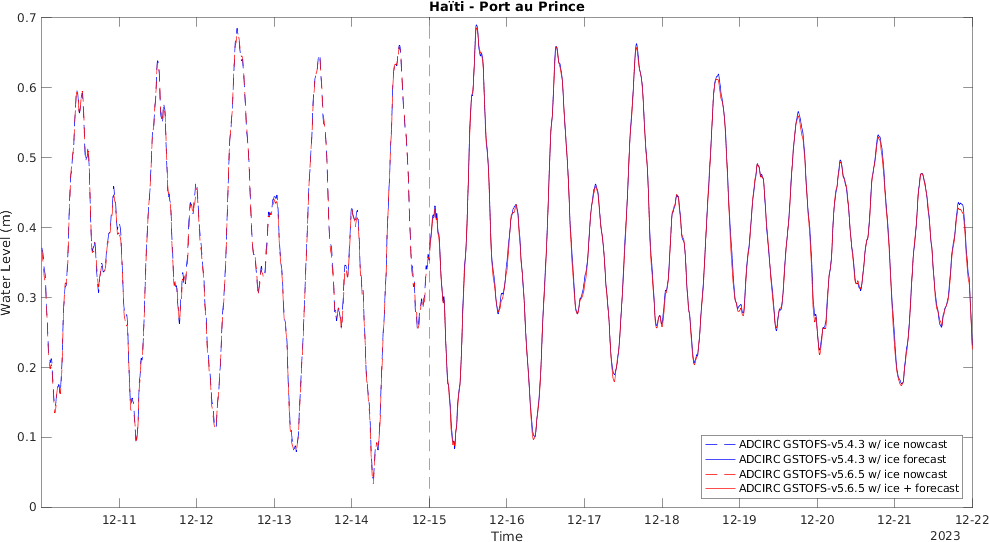 Haïti - Port au Prince
Water Level (m)
0.7
0.6
0.5
0.4
0.3
0.2
0.1
0
ADCIRC GSTOFS-v5.4.3 w/ ice nowcast
ADCIRC GSTOFS-v5.4.3 w/ ice forecast
ADCIRC GSTOFS-v5.6.5 w/ ice nowcast
ADCIRC GSTOFS-v5.6.5 w/ ice + forecast
12-11 12-12 12-13 12-14 12-15 12-16 12-17 12-18 12-19 12-20 12-21 12-22
Time
2023